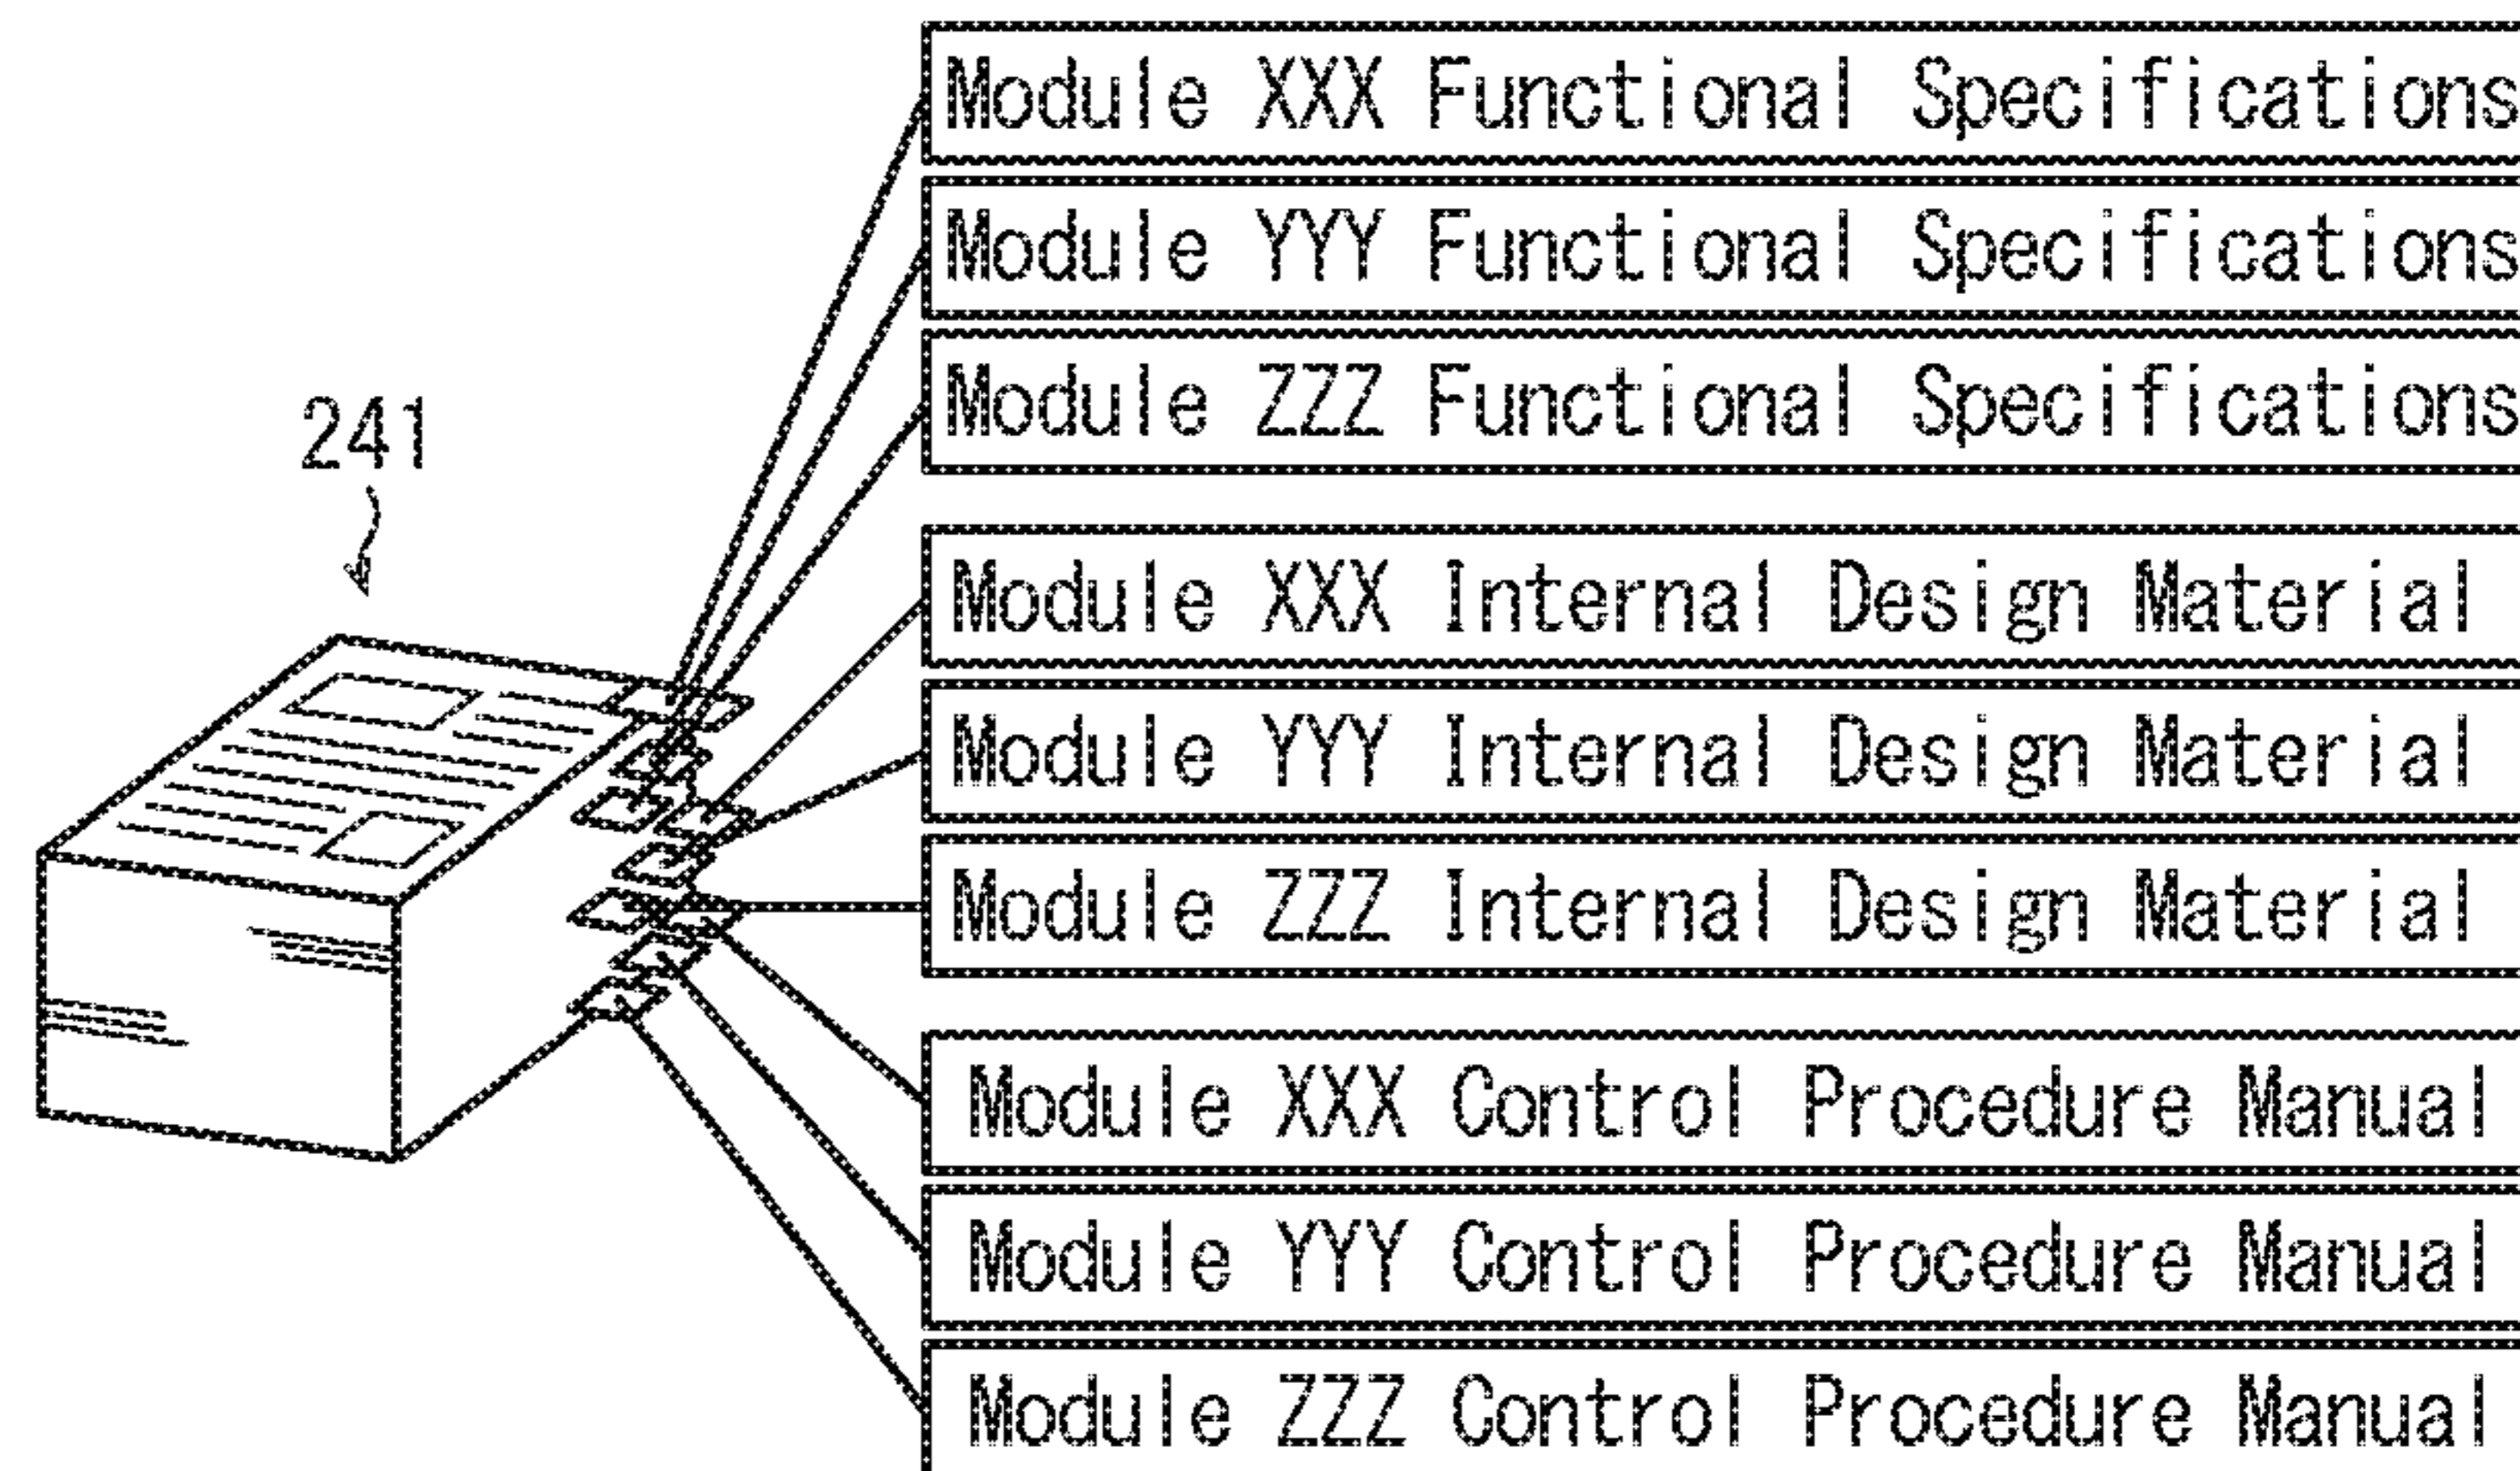 Module XXX Functional Specifications
Module YYY Functional Specifications
Module ZZZ Functional Specifications
241
Module XXX Internal Design Material
Module YYY Internal Design Material
Module ZZZ Internal Design Material
Module XXX Control Procedure Manual
Module YYY Control Procedure Manual
Module ZZZ Control Procedure Manual